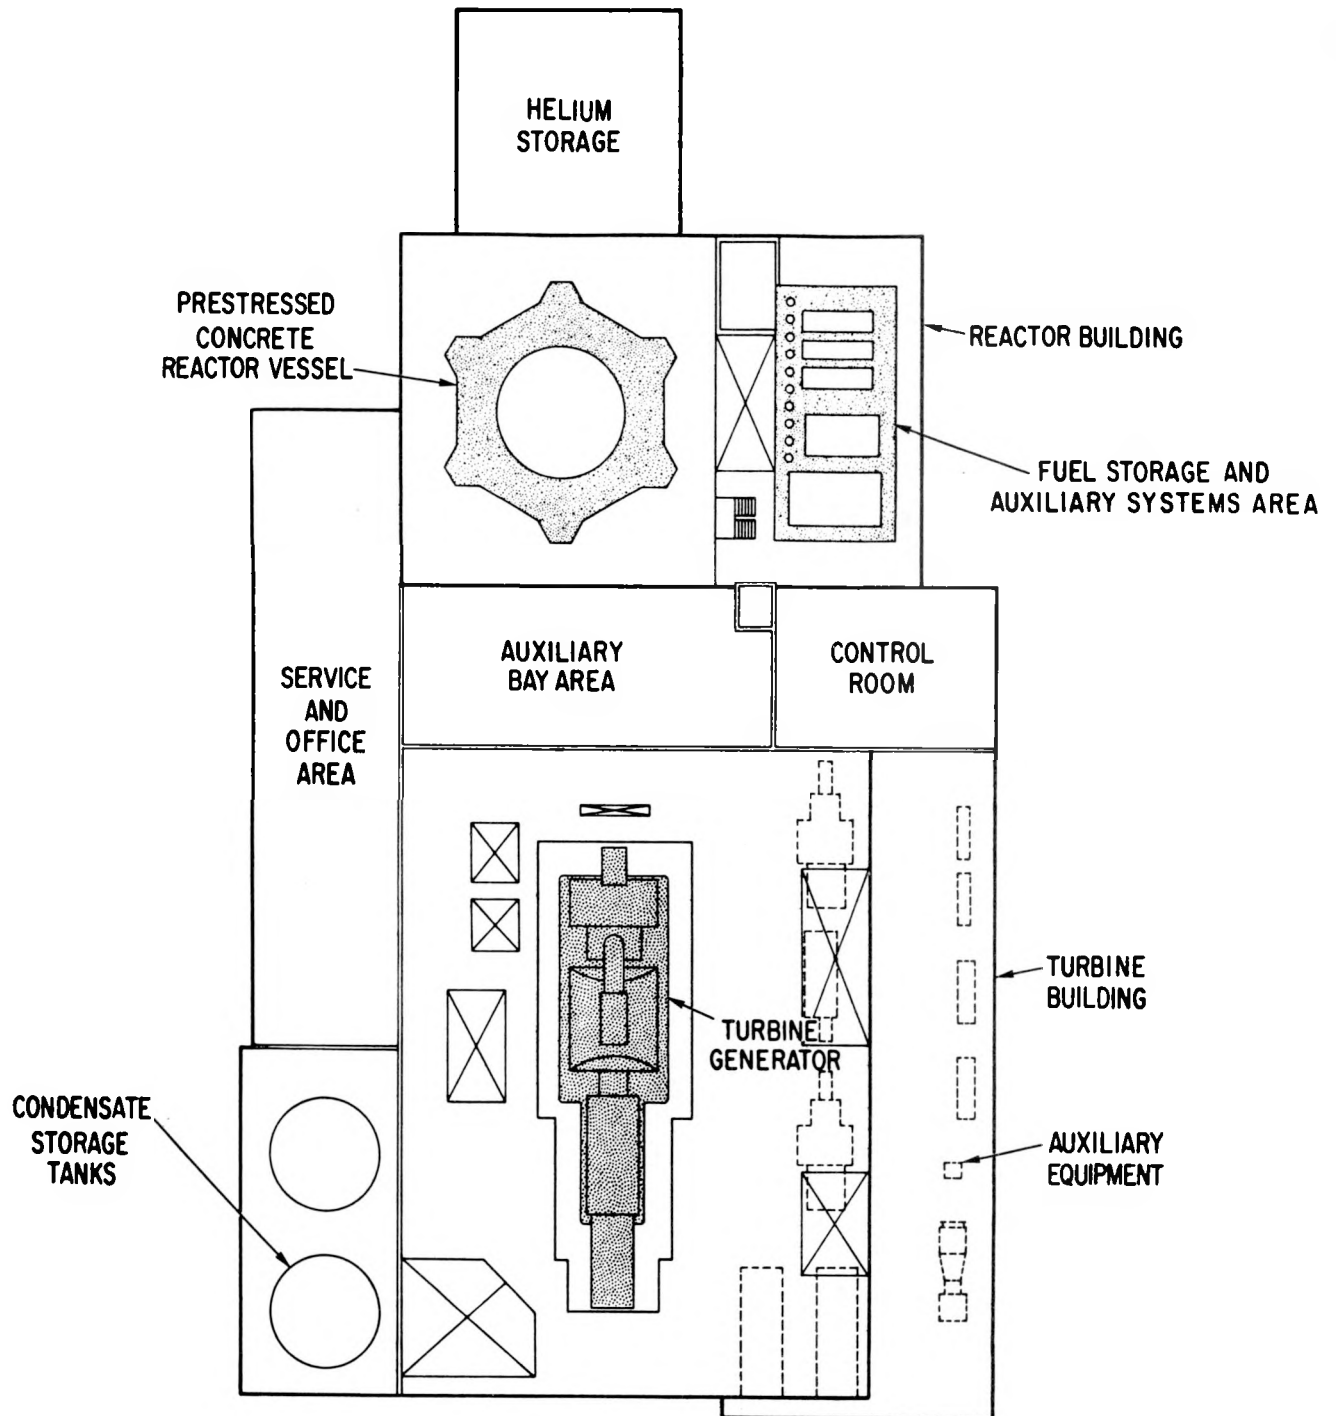 HELIUM
STORAGE
PRESTRESSED
CONCRETE
REACTOR VESSEL
REACTOR BUILDING
FUEL STORAGE AND
AUXILIARY SYSTEMS AREA
AUXILIARY
BAY AREA
CONTROL
ROOM
SERVICE
AND
OFFICE
AREA
TURBINE
BUILDING
TURBINE
GENERATOR
CONDENSATE
STORAGE
TANKS
AUXILIARY
EQUIPMENT